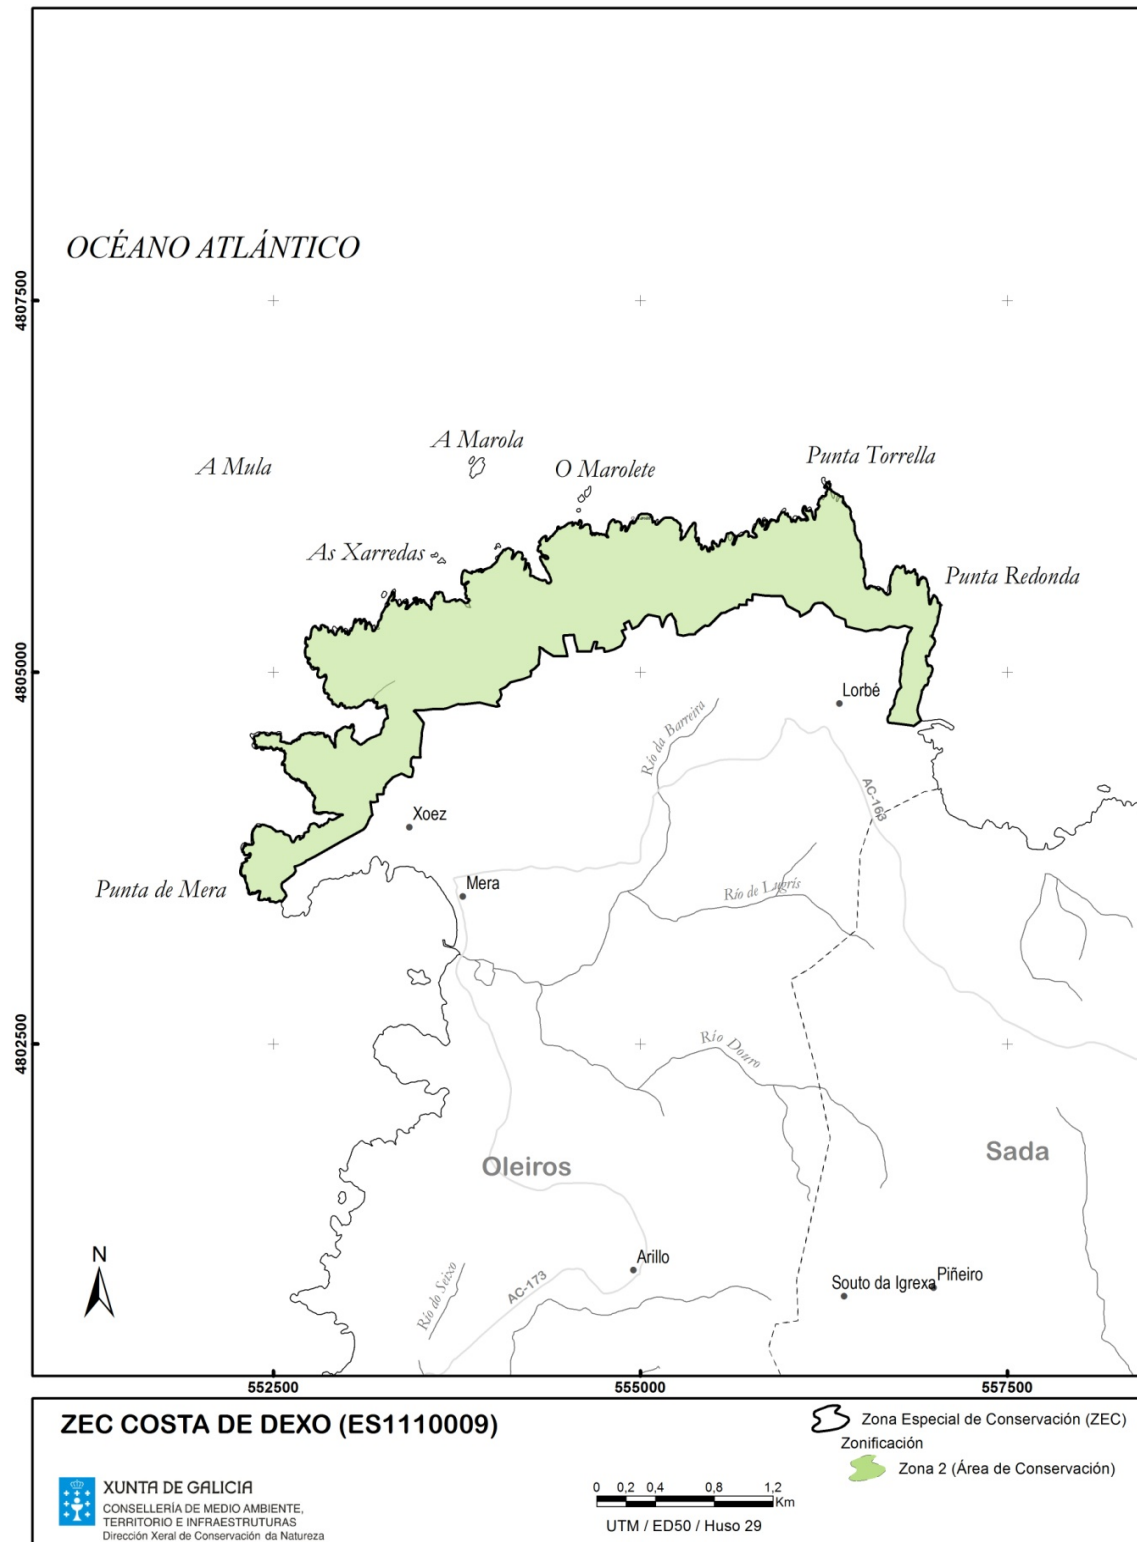 OCÉANO ATLÁNTICO
4807500
A Marola
A Mula
O Marolete
Punta Torrella
As Xarredas
Punta Redonda
4805000
Lorbé
Río da Barreira
AC-163
Xoez
Mera
Punta de Mera
Río de Lugrís
4802500
Río Douro
Oleiros
Sada
N
Arillo
Río do Seixo
AC-173
Souto da Igrexa
Piñeiro
552500
555000
557500
ZEC COSTA DE DEXO (ES1110009)
Zona Especial de Conservación (ZEC)
Zonificación
Zona 2 (Área de Conservación)
XUNTA DE GALICIA
CONSELLERÍA DE MEDIO AMBIENTE,
TERRITORIO E INFRAESTRUTURAS
Dirección Xeral de Conservación da Natureza
0 0,2 0,4 0,8 1,2
Km
UTM / ED50 / Huso 29